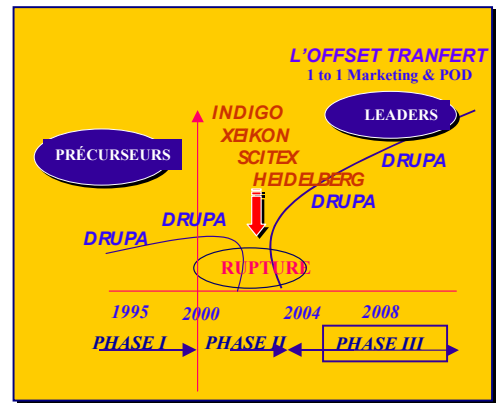 L'OFFSET TRANFERT
1 to 1 Marketing & POD
INDIGO
XEIKON
SCITEX
HEIDELBERG
LEADERS
PRÉCURSEURS
DRUPA
DRUPA
DRUPA
DRUPA
RUPTURE
1995
2000
2004
2008
PHASE I
PHASE II
PHASE III